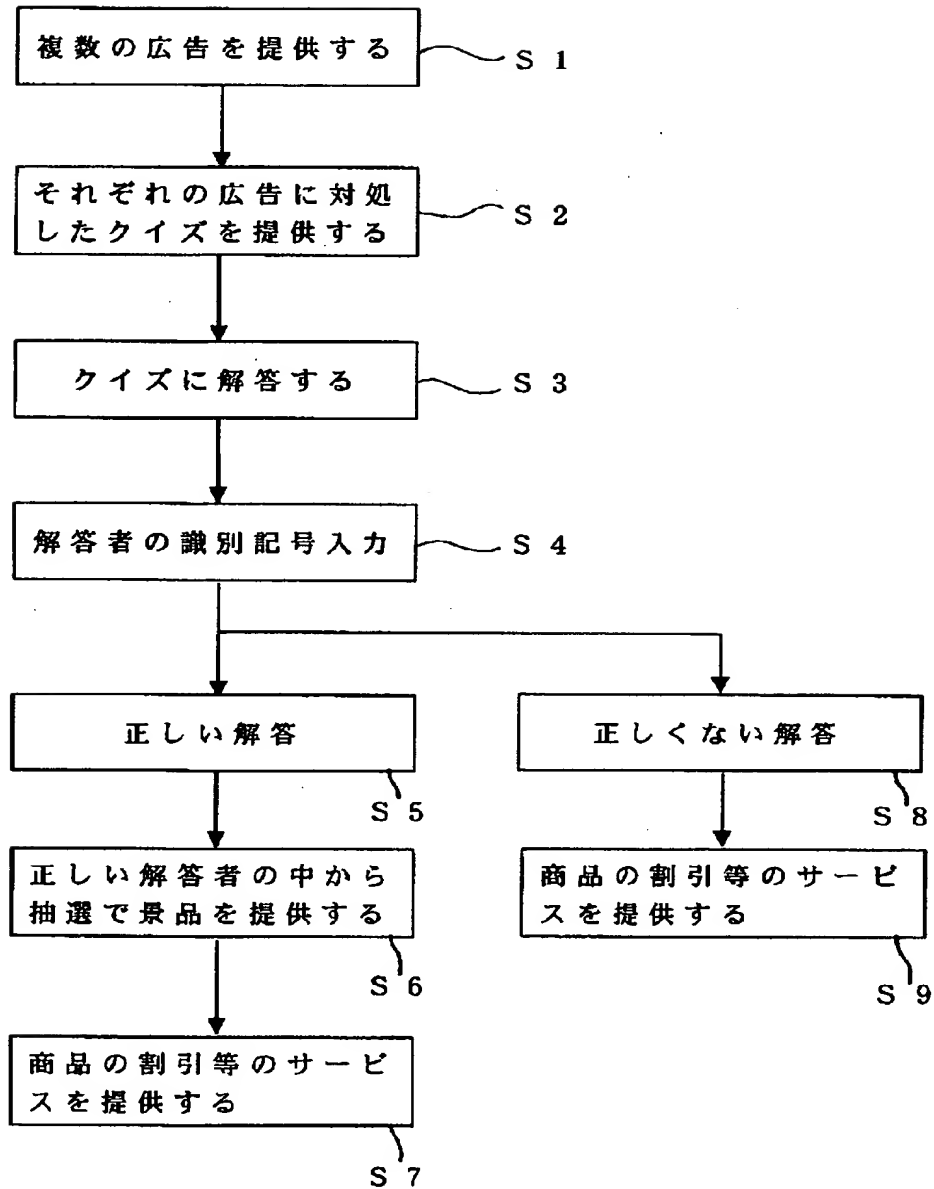 複数の広告を提供する
S 1
それぞれの広告に対処
したクイズを提供する
S 2
クイズに解答する
S 3
解答者の識別記号入力
S 4
正しい解答
S 5
正しくない解答
S 8
正しい解答者の中から
抽選で景品を提供する
S 6
商品の割引等のサービ
スを提供する
S 9
商品の割引等のサービ
スを提供する
S 7